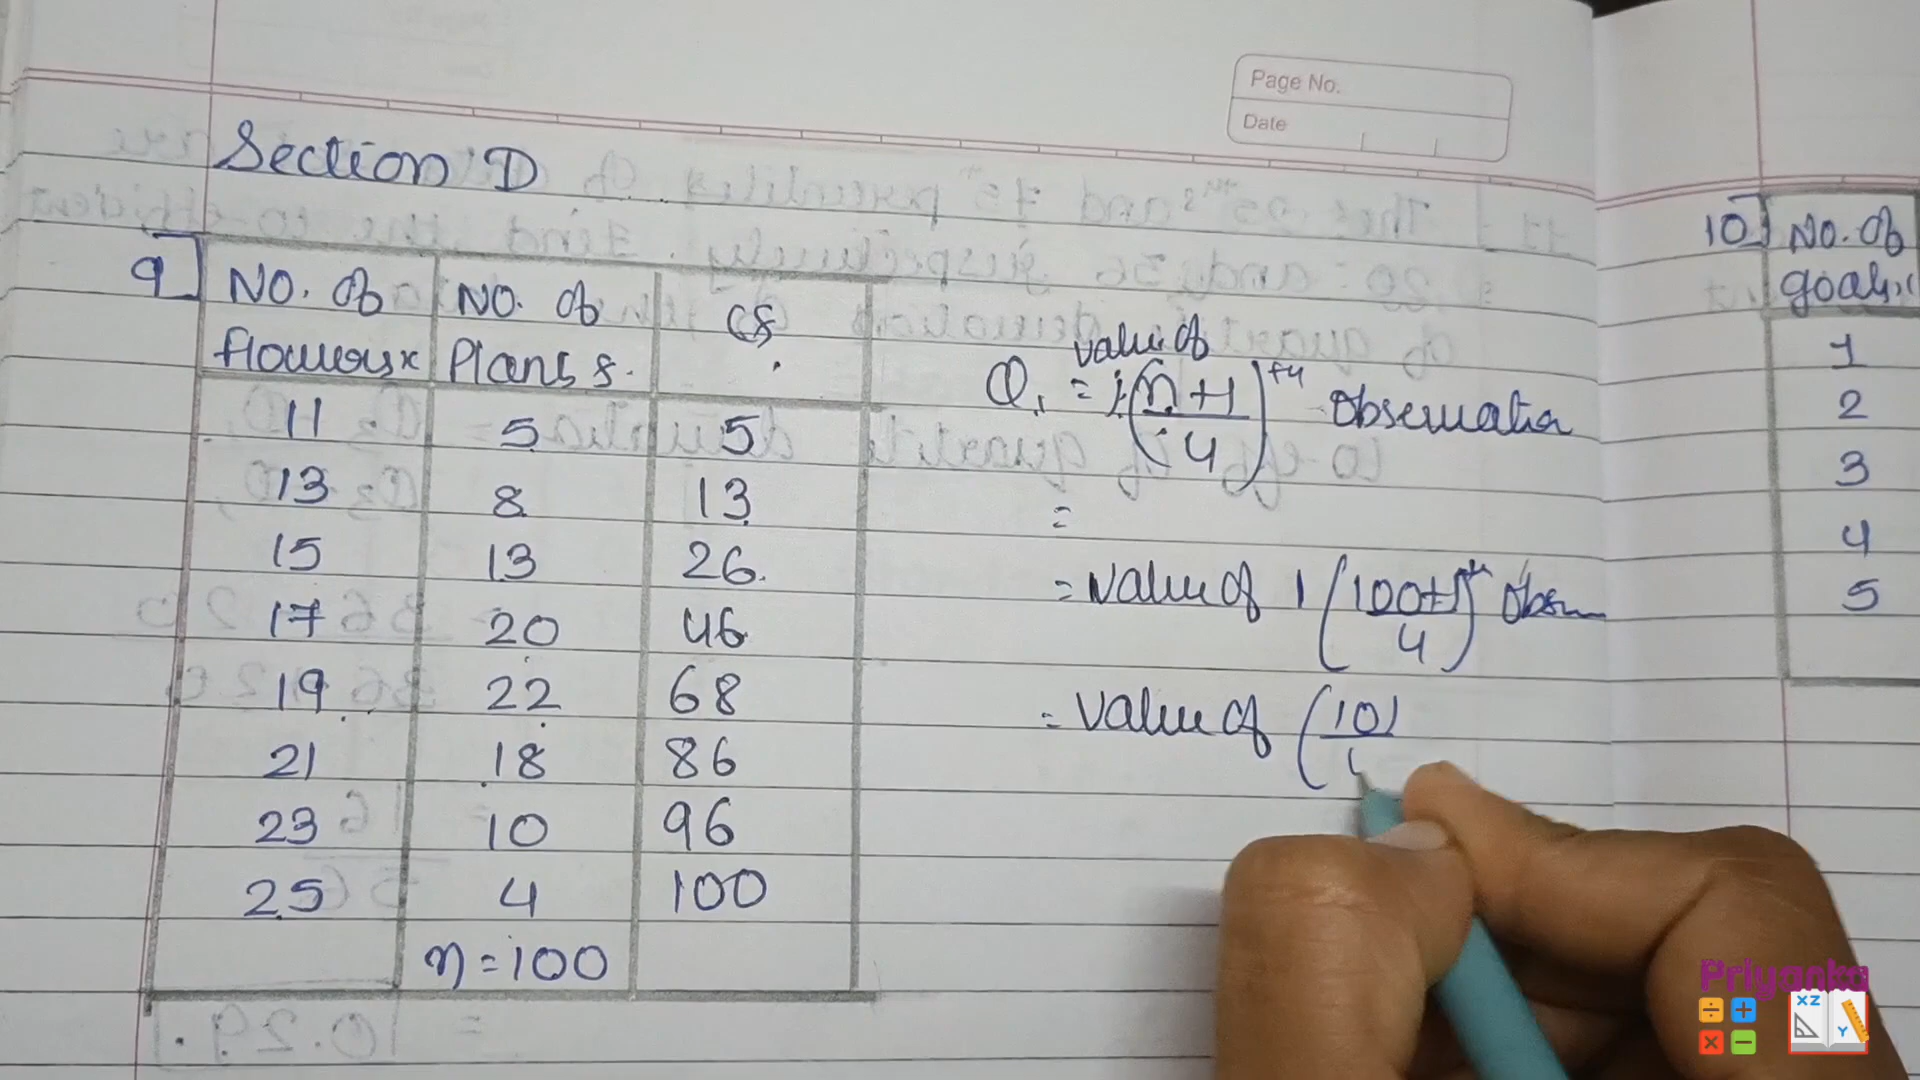 Page No.
Date
Section D
9] No. of flowers x No. of Plants f. cf
11 5 5
13 8 13
15 13 26
17 20 46
19 22 68
21 18 86
23 10 96
25 4 100
n = 100
value of
Q1 = 1(n+1/4)th Observation
=
= Value of 1 (100+1/4)th Obser
= Value of (101
10] No. of
goals
1
2
3
4
5
Priyanka
XZ
Y